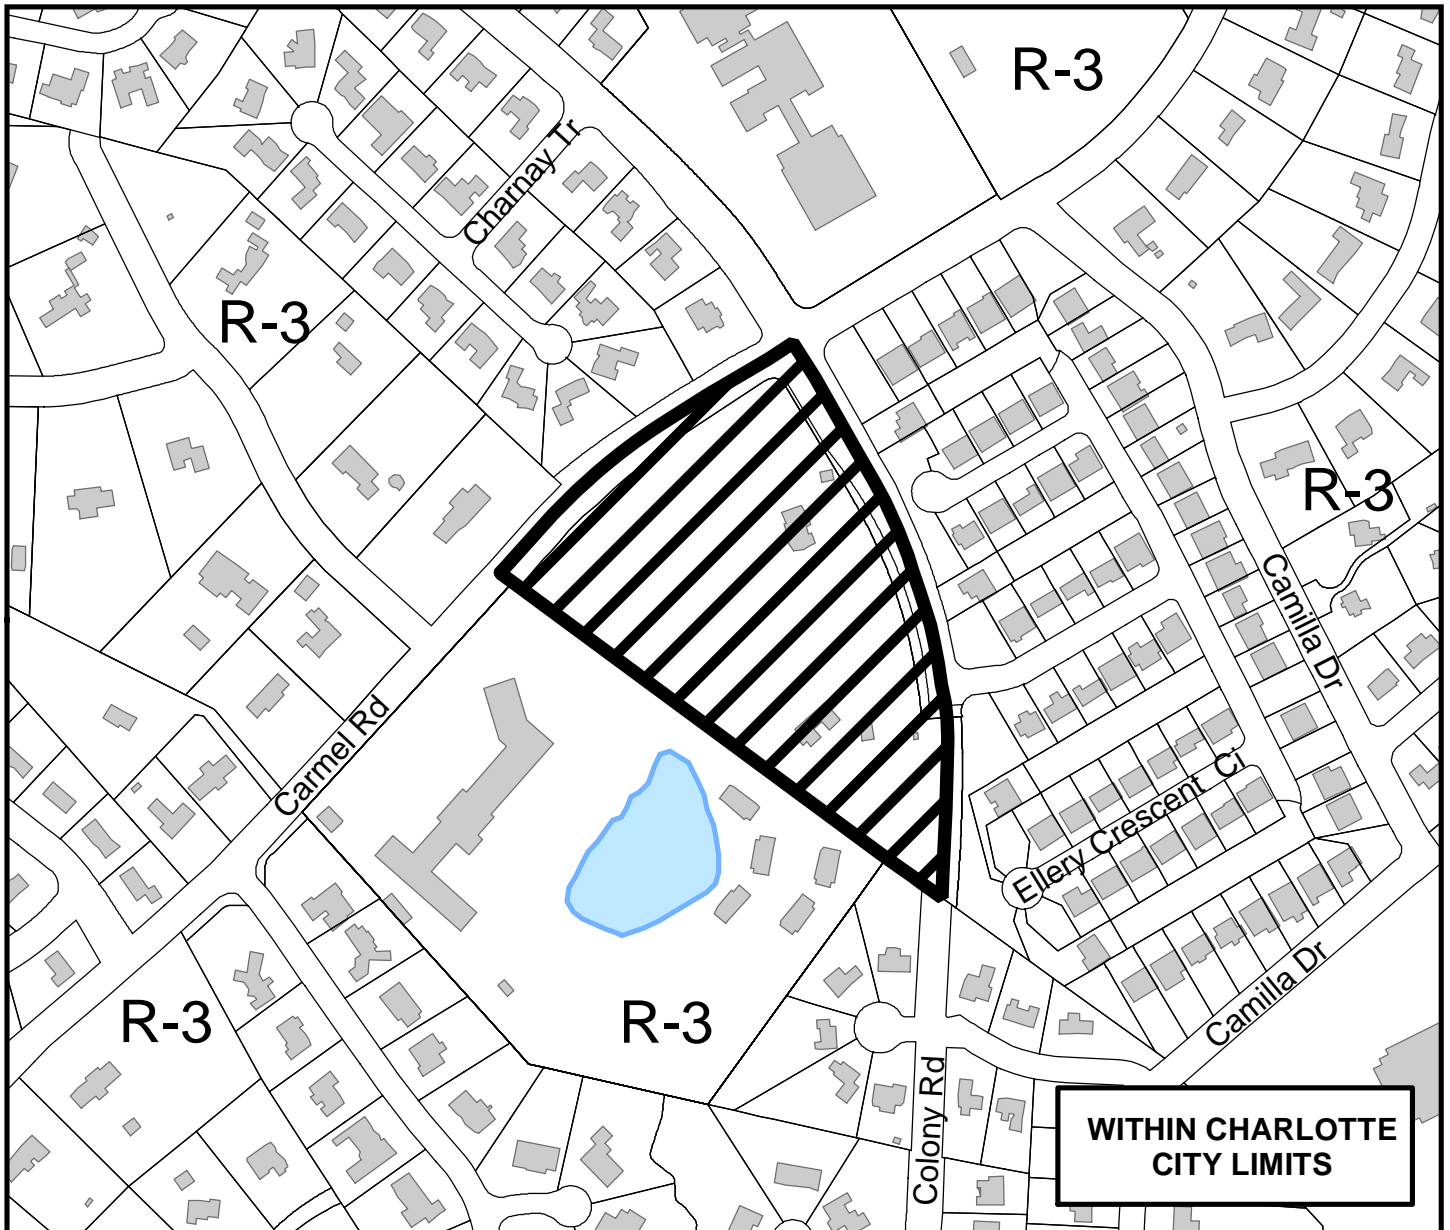 R-3
Charnay Tr
R-3
R-3
Camilla Dr
Carmel Rd
Ellery Crescent Ci
R-3
R-3
Camilla Dr
Colony Rd
WITHIN CHARLOTTE
CITY LIMITS